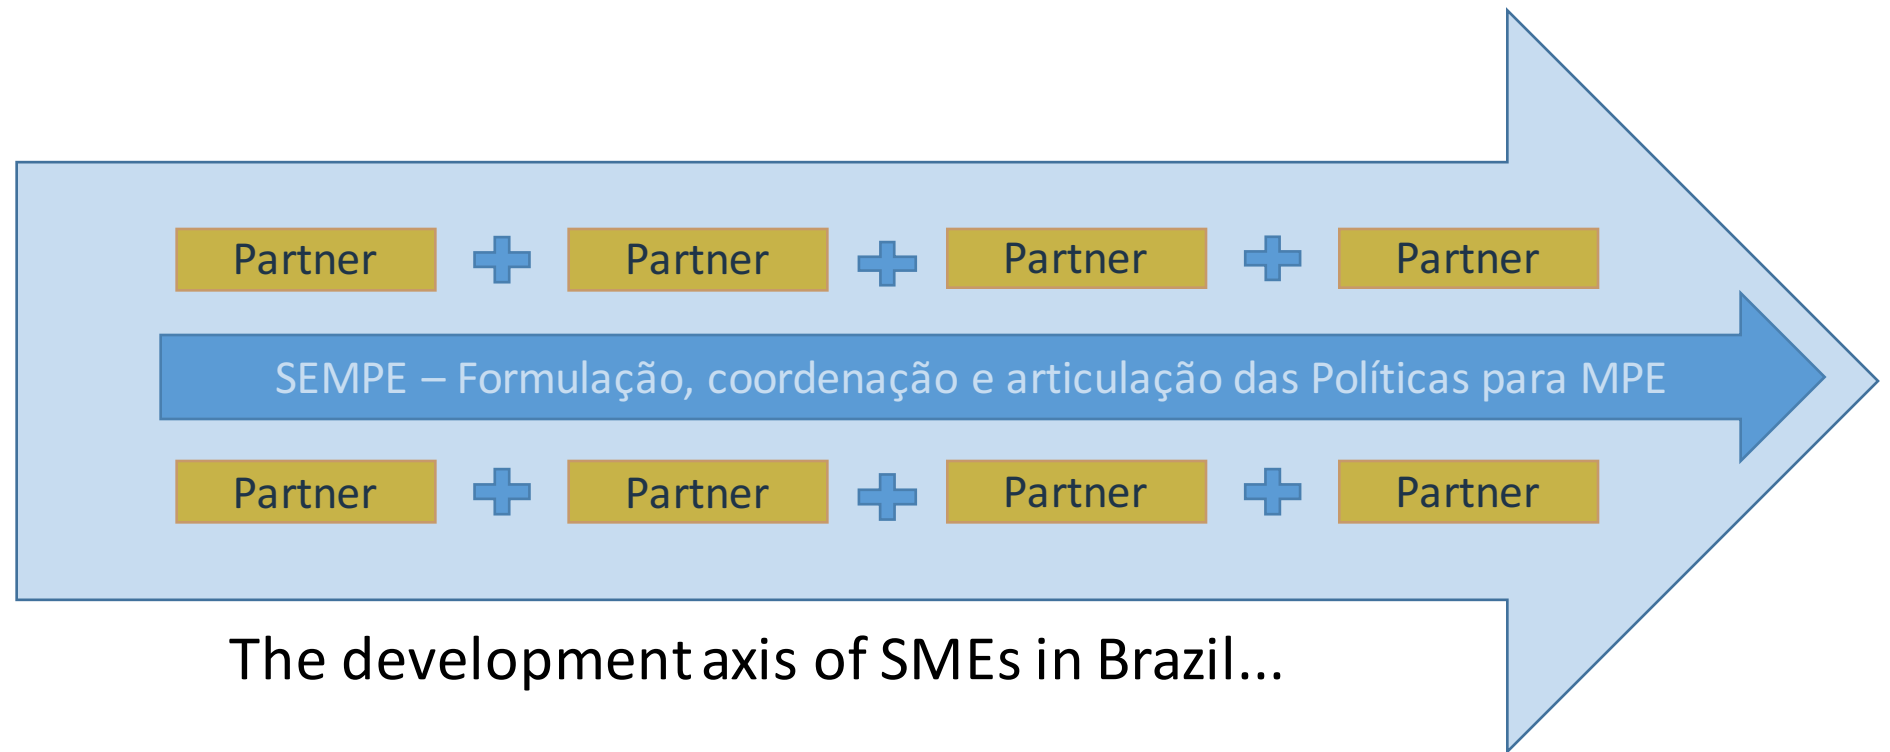 Partner Partner Partner Partner
SEMPE – Formulação, coordenação e articulação das Políticas para MPE
Partner Partner Partner Partner
The development axis of SMEs in Brazil...